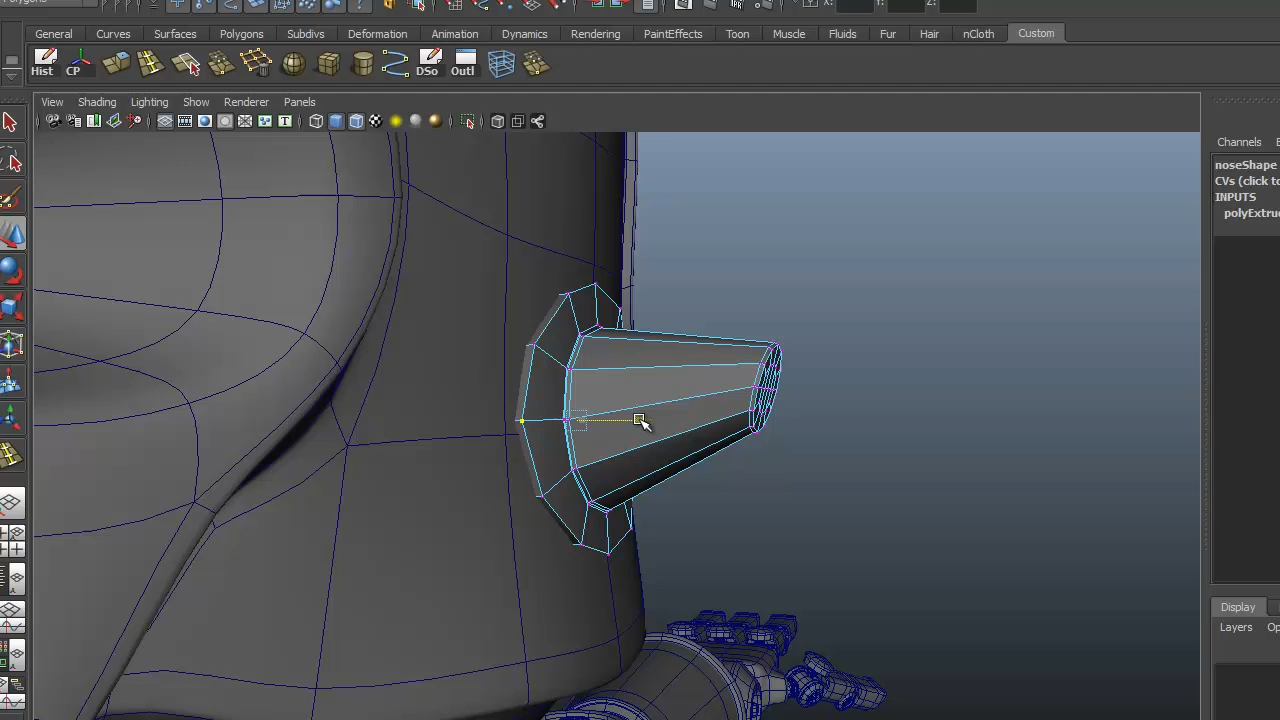 X: Y: Z:
General Curves Surfaces Polygons Subdivs Deformation Animation Dynamics Rendering PaintEffects Toon Muscle Fluids Fur Hair nCloth Custom
Hist CP DSo Outl
View Shading Lighting Show Renderer Panels
T
Channels E
noseShape
CVs (click to
INPUTS
polyExtru
Display
Layers Op